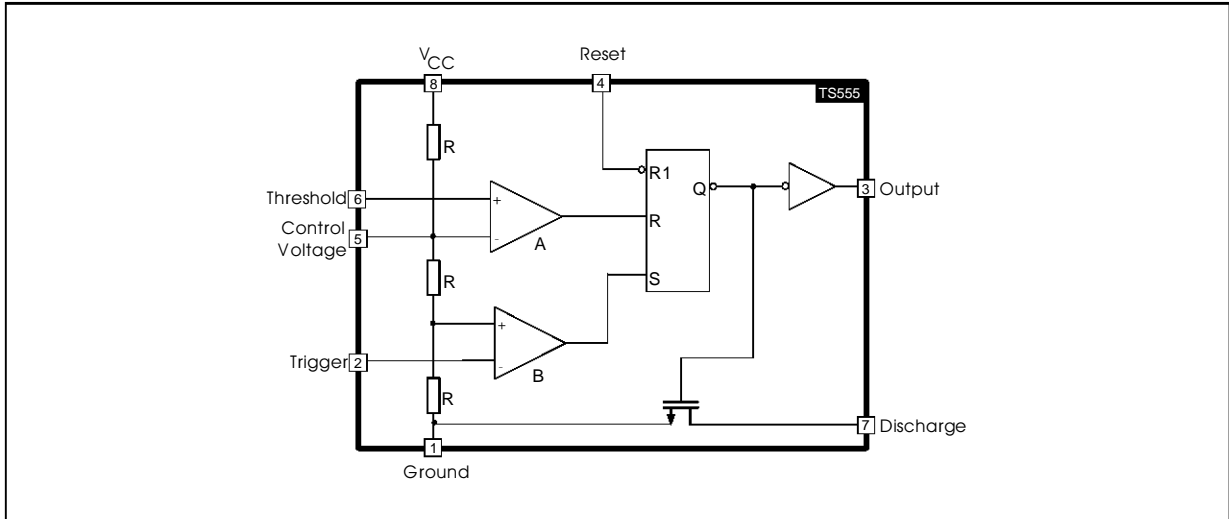 VCC
Reset
8
4
TS555
R
R1
Threshold
6
+
Q
3
Output
Control
Voltage
5
-
A
R
R
S
+
Trigger
2
-
B
R
7
Discharge
1
Ground